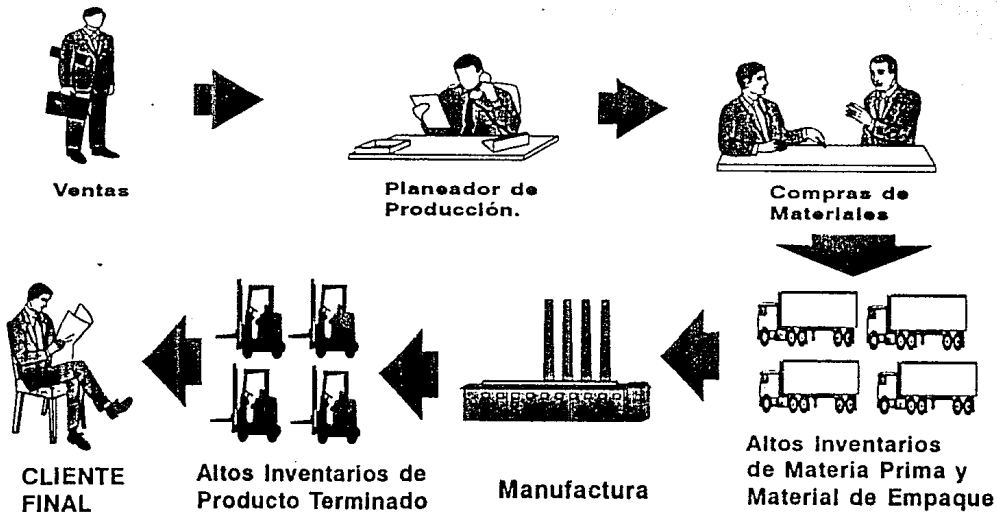 Ventas
Planeador de
Producción.
Compras de
Materiales
Altos Inventarios
de Materia Prima y
Material de Empaque
Manufactura
Altos Inventarios de
Producto Terminado
CLIENTE
FINAL